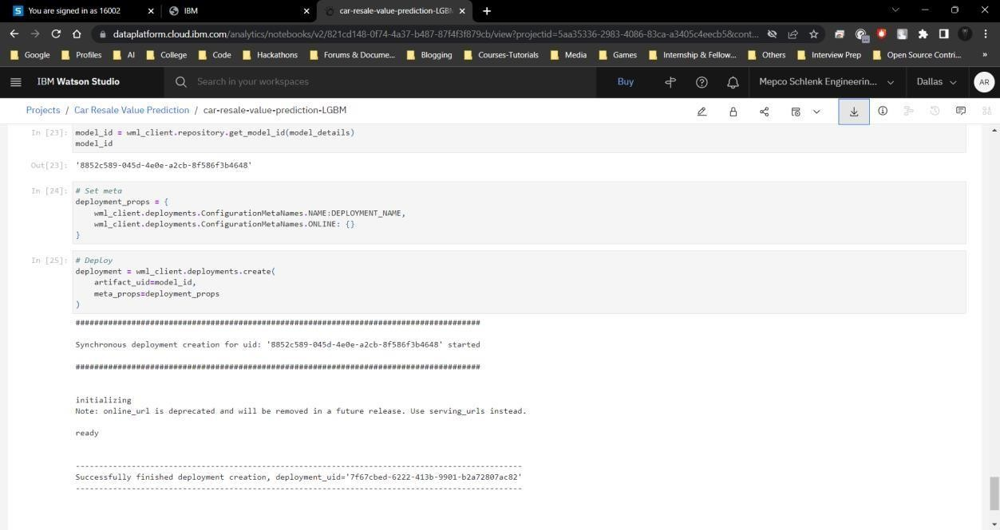 You are signed in as 16002
IBM
car-resale-value-prediction-LGBM
dataplatform.cloud.ibm.com/analytics/notebooks/v2/821cd148-0f74-4a37-b487-87f4f3f879cb/view?projectid=5aa35336-2983-4086-83ca-a3405c4eecb5&cont...
Google Profiles AI College Code Hackathons Forums & Docume... Blogging Courses-Tutorials Media Games Internship & Fellow... Others Interview Prep Open Source Contri... »
IBM Watson Studio Search in your workspaces Buy Mepco Schlenk Engineerin... Dallas AR
Projects / Car Resale Value Prediction / car-resale-value-prediction-LGBM
In [23]: model_id = wml_client.repository.get_model_id(model_details)
model_id
Out[23]: '8852c589-045d-4e0e-a2cb-8f586f3b4648'
In [24]: # Set meta
deployment_props = {
wml_client.deployments.ConfigurationMetaNames.NAME:DEPLOYMENT_NAME,
wml_client.deployments.ConfigurationMetaNames.ONLINE: {}
}
In [25]: # Deploy
deployment = wml_client.deployments.create(
artifact_uid=model_id,
meta_props=deployment_props
)
#######################################################################################
Synchronous deployment creation for uid: '8852c589-045d-4e0e-a2cb-8f586f3b4648' started
#######################################################################################
initializing
Note: online_url is deprecated and will be removed in a future release. Use serving_urls instead.
ready
------------------------------------------------------------------------------------------------
Successfully finished deployment creation, deployment_uid='7f67cbed-6222-413b-9901-b2a72807ac82'
------------------------------------------------------------------------------------------------